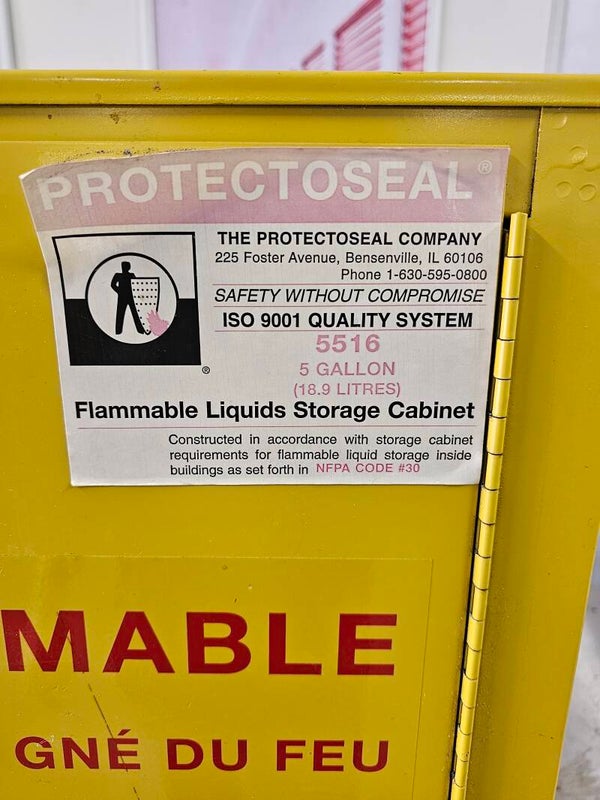 PROTECTOSEAL®
THE PROTECTOSEAL COMPANY
225 Foster Avenue, Bensenville, IL 60106
Phone 1-630-595-0800
SAFETY WITHOUT COMPROMISE
ISO 9001 QUALITY SYSTEM
®
5516
5 GALLON
(18.9 LITRES)
Flammable Liquids Storage Cabinet
Constructed in accordance with storage cabinet
requirements for flammable liquid storage inside
buildings as set forth in NFPA CODE #30
MABLE
GNÉ DU FEU